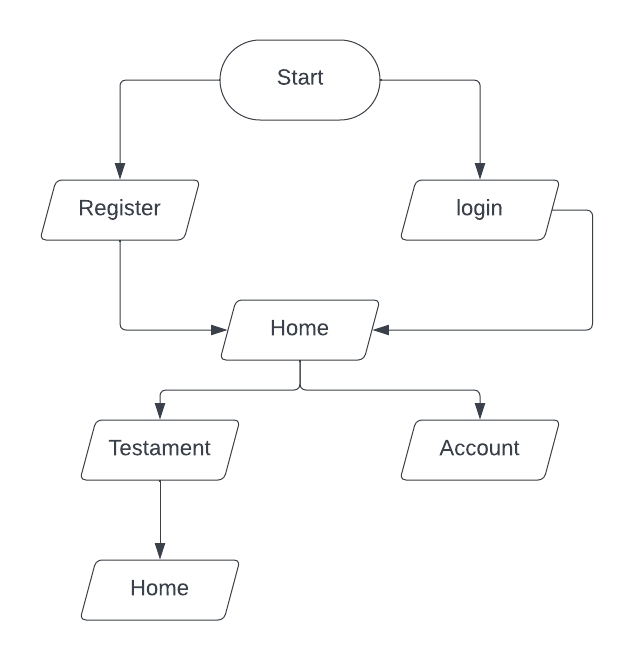 Start
Register
login
Home
Testament
Account
Home